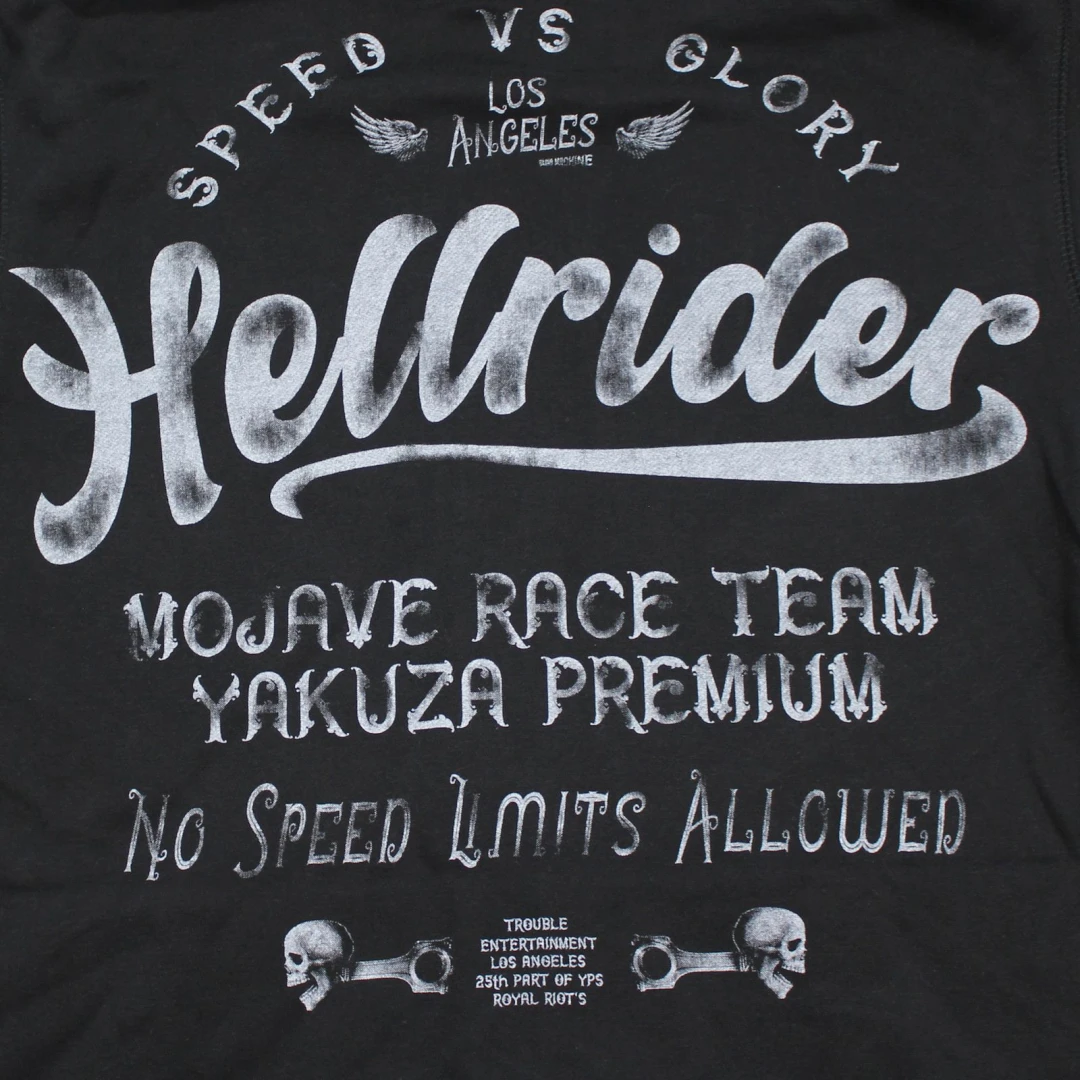 SPEED VS GLORY
LOS
ANGELES
Hellrider
MOJAVE RACE TEAM
YAKUZA PREMIUM
No Speed Limits Allowed
TROUBLE
ENTERTAINMENT
LOS ANGELES
25th PART OF YPS
ROYAL RIOT'S